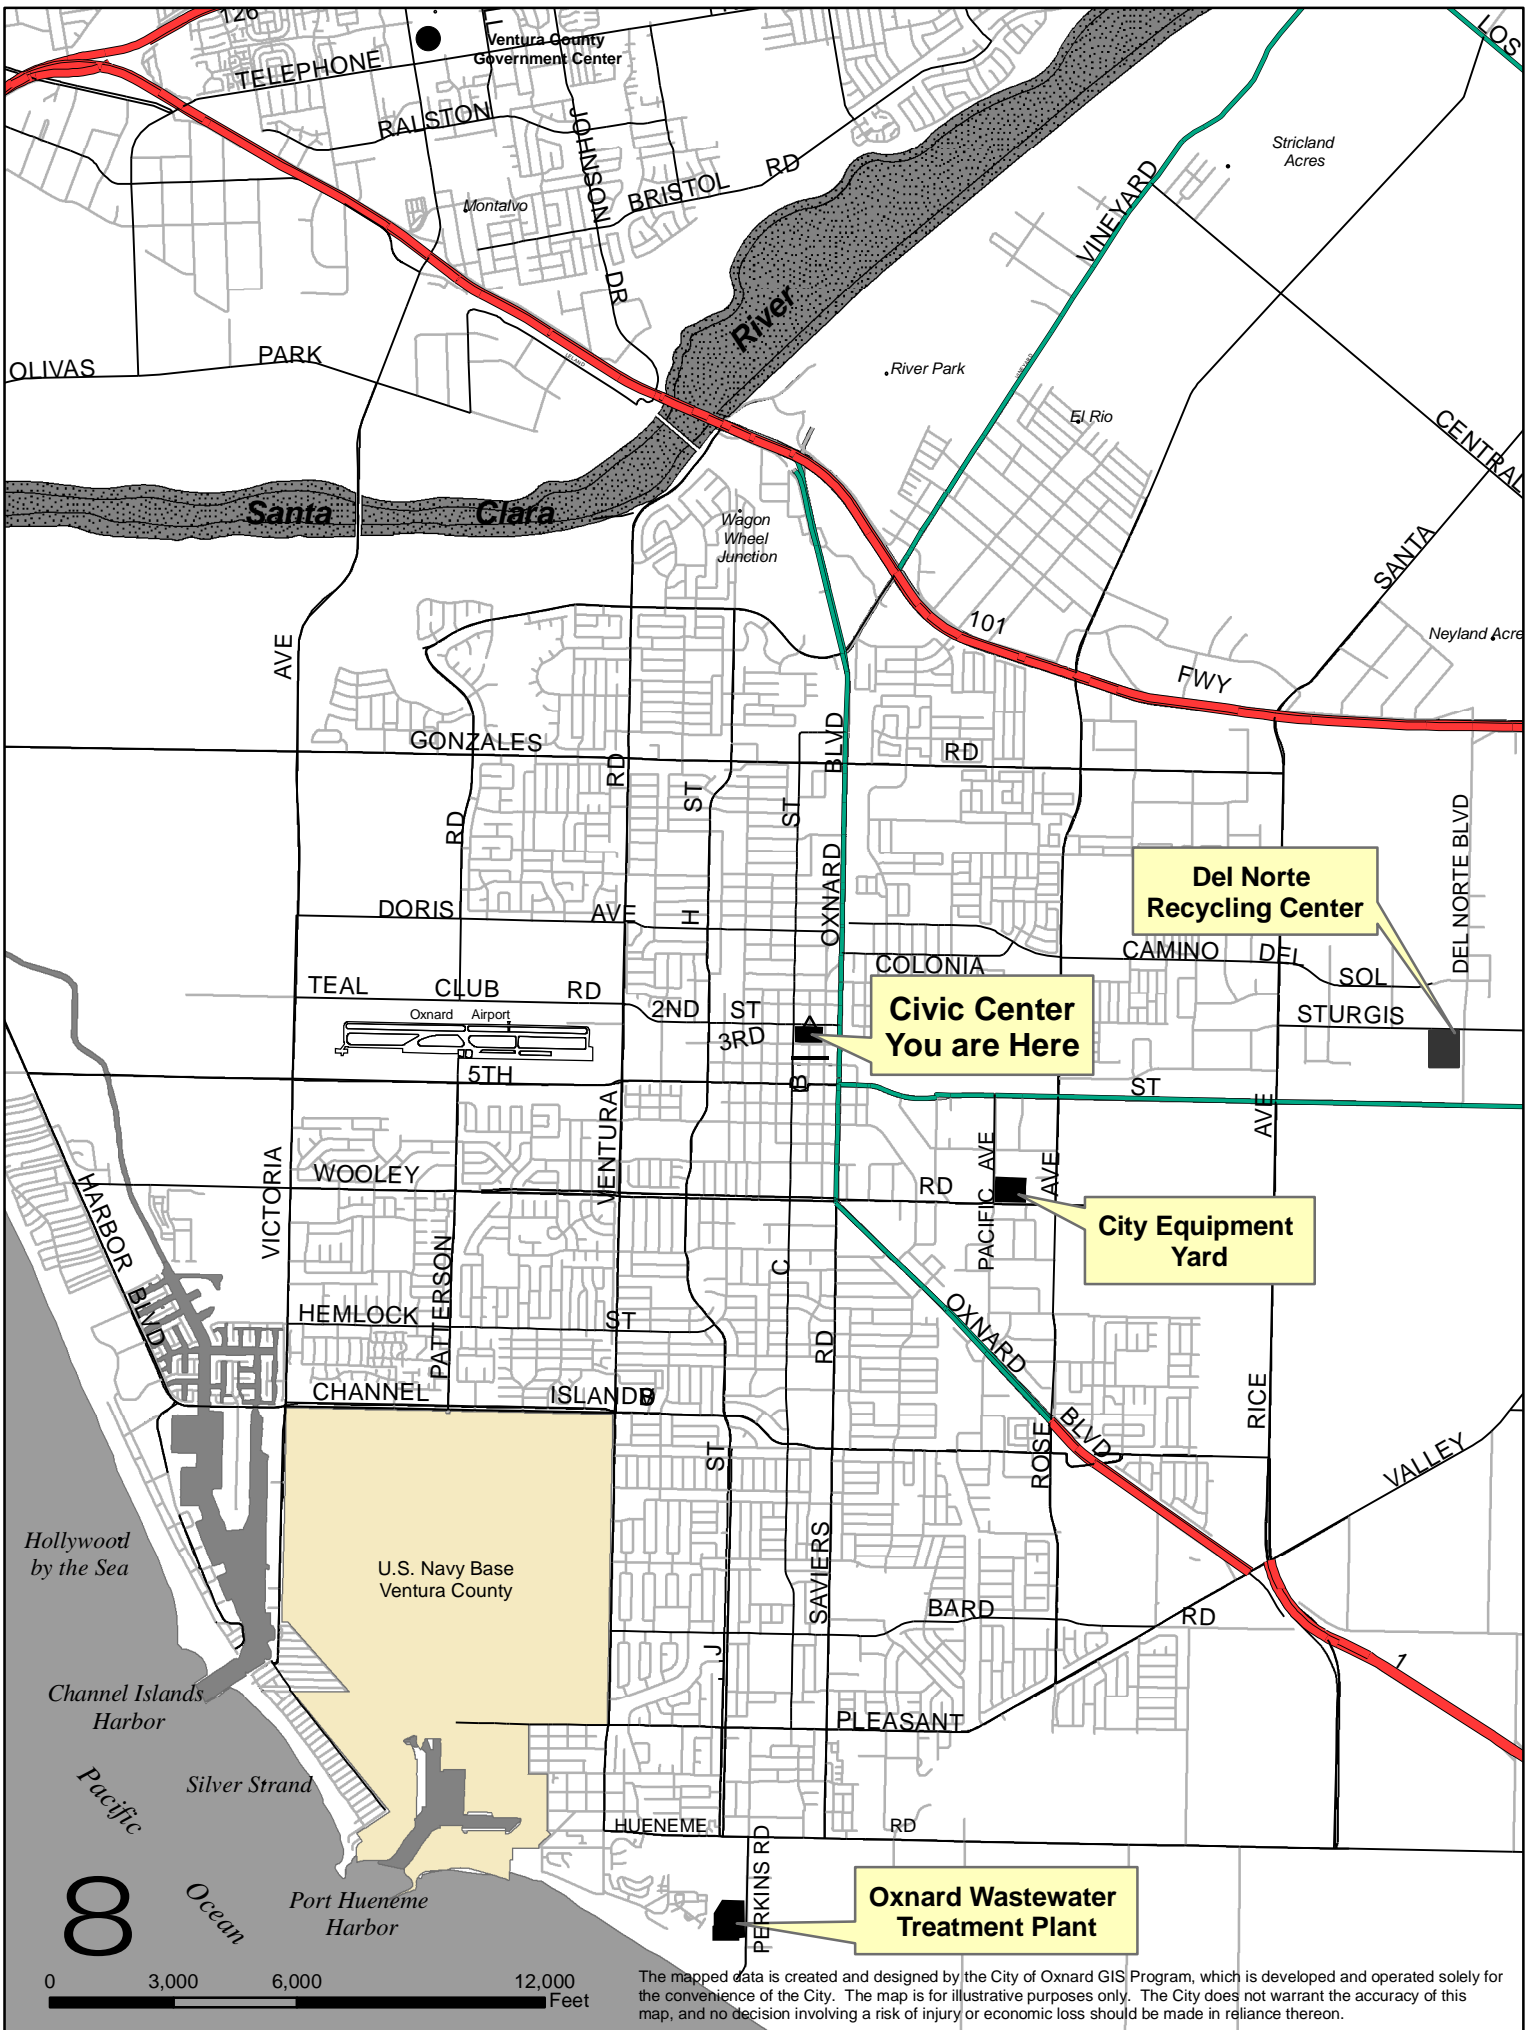 126
Ventura County
Government Center
TELEPHONE
RALSTON
JOHNSON
DR
BRISTOL
RD
Montalvo
LOS
Stricland
Acres
VINEYARD
River
OLIVAS
PARK
River Park
El Rio
CENTRAL
Santa
Clara
Wagon
Wheel
Junction
SANTA
AVE
101
FWY
Neyland Acre
GONZALES
RD
RD
ST
ST
BLVD
RD
OXNARD
DEL NORTE BLVD
Del Norte
Recycling Center
DORIS
AVE
H
COLONIA
CAMINO
DEL
SOL
TEAL
CLUB
RD
2ND
ST
3RD
Civic Center
You are Here
STURGIS
Oxnard
Airport
5TH
B
ST
AVE
VICTORIA
WOOLEY
VENTURA
RD
PACIFIC
AVE
AVE
City Equipment
Yard
HARBOR
BLVD
PATTERSON
HEMLOCK
ST
C
RD
OXNARD
BLVD
CHANNEL
ISLANDS
ST
ROSE
RICE
VALLEY
Hollywood
by the Sea
U.S. Navy Base
Ventura County
SAVIERS
BARD
RD
J
1
Channel Islands
Harbor
PLEASANT
Silver Strand
Pacific
Ocean
HUENEME
RD
Port Hueneme
Harbor
PERKINS RD
Oxnard Wastewater
Treatment Plant
8
0
3,000
6,000
12,000
Feet
The mapped data is created and designed by the City of Oxnard GIS Program, which is developed and operated solely for
the convenience of the City. The map is for illustrative purposes only. The City does not warrant the accuracy of this
map, and no decision involving a risk of injury or economic loss should be made in reliance thereon.